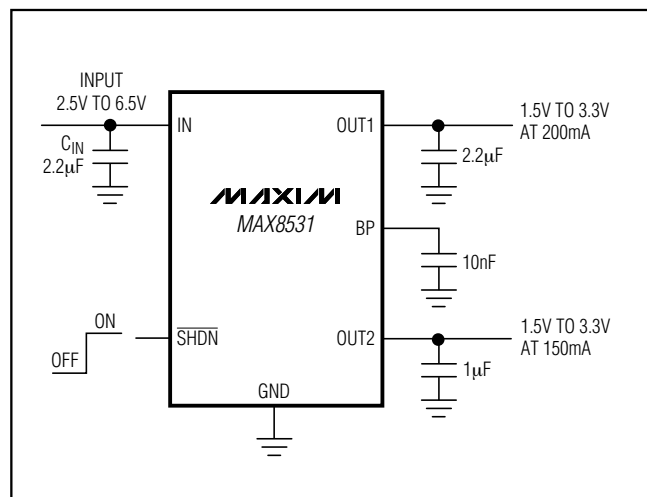 INPUT
2.5V TO 6.5V
IN
OUT1
1.5V TO 3.3V
AT 200mA
CIN
2.2µF
2.2µF
MAXIM
MAX8531
BP
10nF
ON
OFF
SHDN
OUT2
1.5V TO 3.3V
AT 150mA
1µF
GND